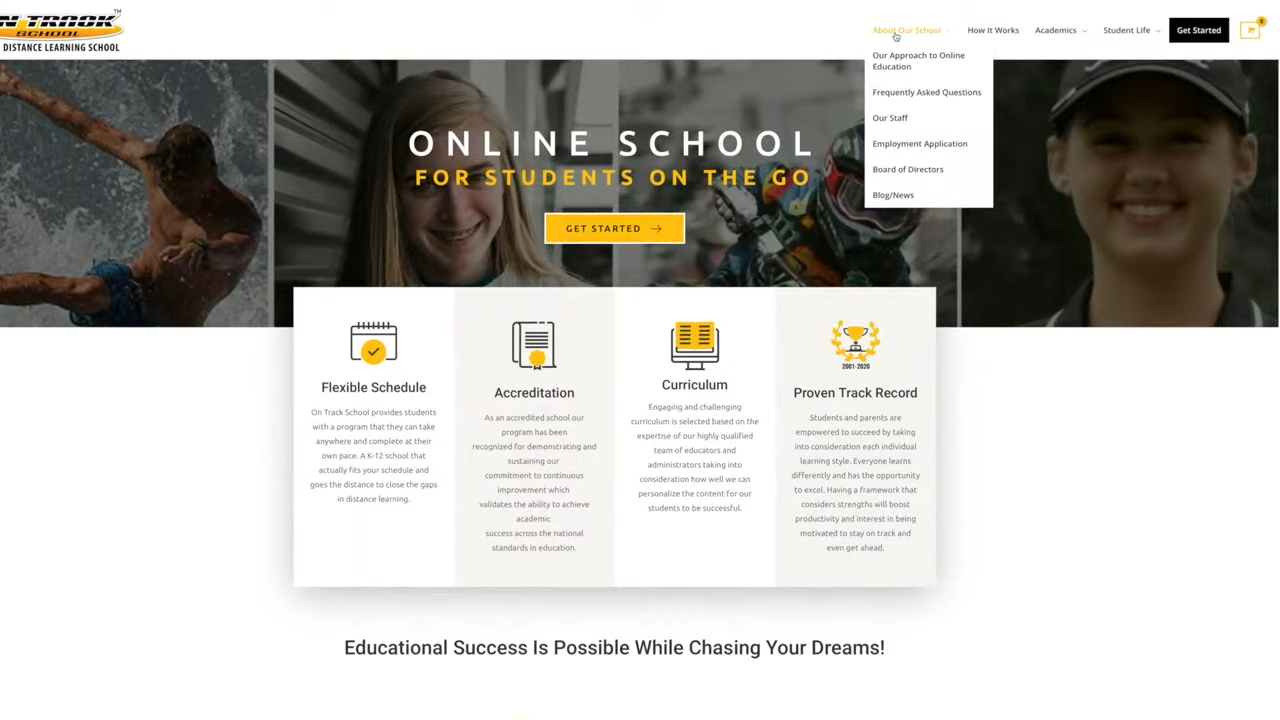 N TRACK
™
SCHOOL
DISTANCE LEARNING SCHOOL
About Our School
How It Works
Academics
Student Life
Get Started
0
Our Approach to Online
Education
Frequently Asked Questions
Our Staff
Employment Application
Board of Directors
Blog/News
ONLINE SCHOOL
FOR STUDENTS ON THE GO
GET STARTED
Flexible Schedule
On Track School provides students
with a program that they can take
anywhere and complete at their
own pace. A K-12 school that
actually fits your schedule and
goes the distance to close the gaps
in distance learning.
Accreditation
As an accredited school our
program has been
recognized for demonstrating and
sustaining our
commitment to continuous
improvement which
validates the ability to achieve
academic
success across the national
standards in education.
Curriculum
Engaging and challenging
curriculum is selected based on the
expertise of our highly qualified
team of educators and
administrators taking into
consideration how well we can
personalize the content for our
students to be successful.
2001-2020
Proven Track Record
Students and parents are
empowered to succeed by taking
into consideration each individual
learning style. Everyone learns
differently and has the opportunity
to excel. Having a framework that
considers strengths will boost
productivity and interest in being
motivated to stay on track and
even get ahead.
Educational Success Is Possible While Chasing Your Dreams!